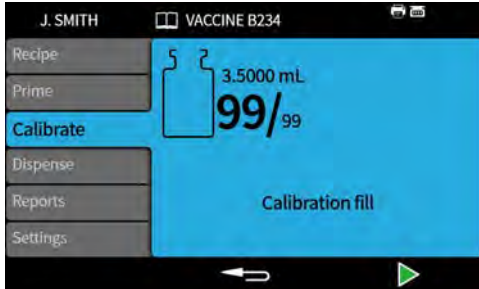 J. SMITH
VACCINE B234
Recipe
Prime
Calibrate
Dispense
Reports
Settings
3.5000 mL
99/99
Calibration fill